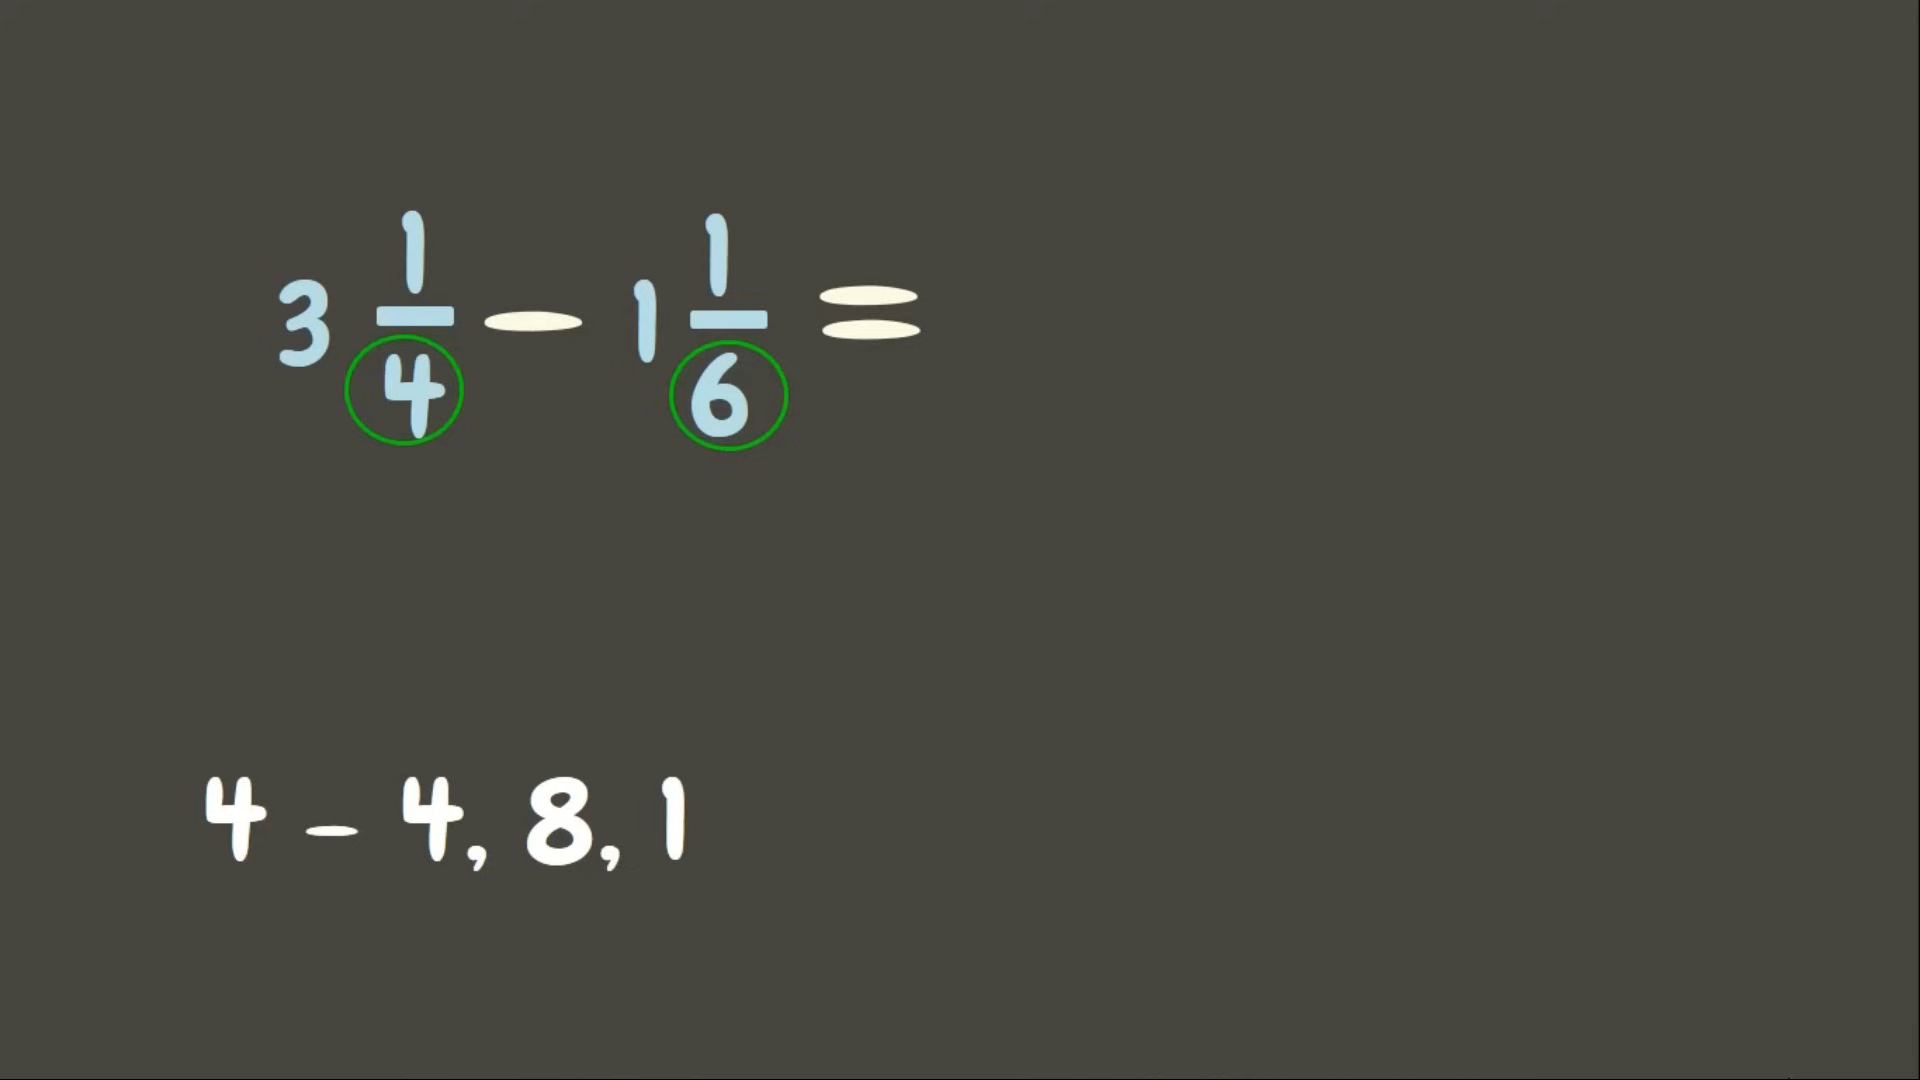 3 1/4 − 1 1/6 =
4 – 4, 8, 1